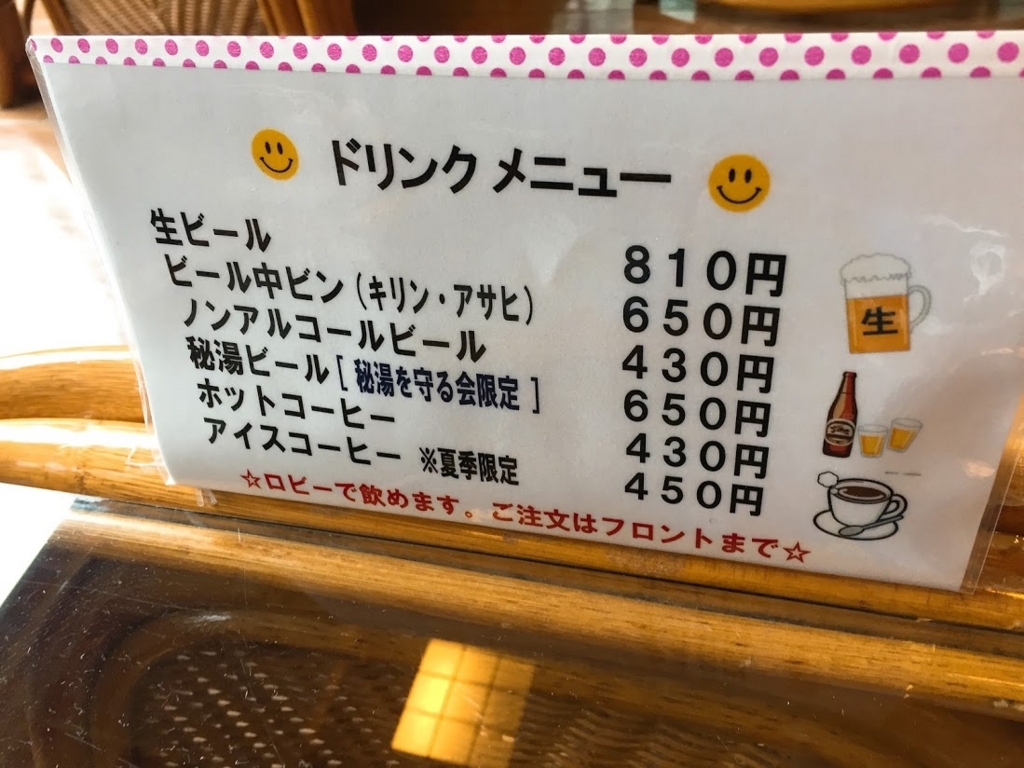 ドリンクメニュー
生ビール 810円
ビール中ビン(キリン・アサヒ) 650円
ノンアルコールビール 430円
秘湯ビール[秘湯を守る会限定] 650円
ホットコーヒー 430円
アイスコーヒー ※夏季限定 450円
☆ロビーで飲めます。ご注文はフロントまで☆
生